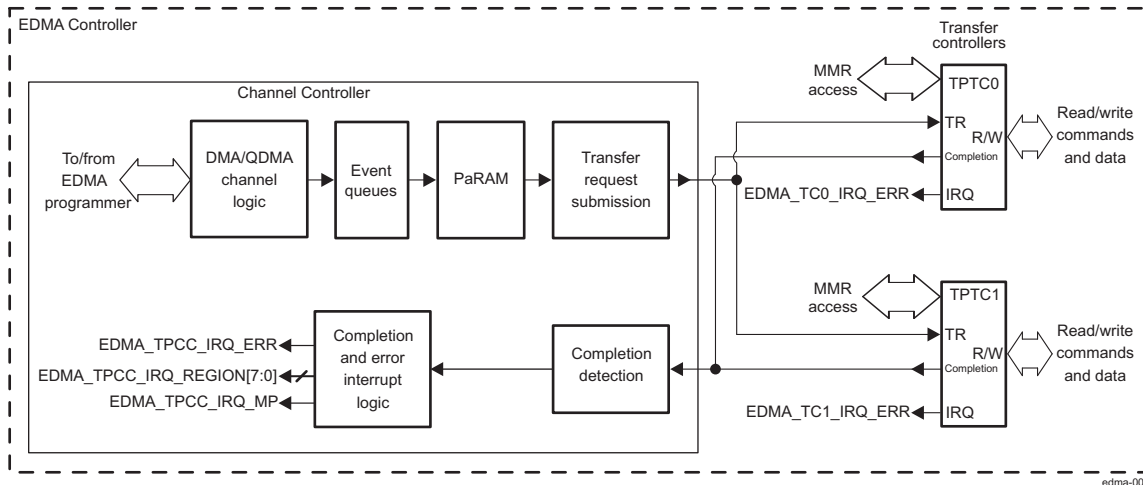 EDMA Controller
Transfer
controllers
Channel Controller
To/from
EDMA
programmer
DMA/QDMA
channel
logic
Event
queues
PaRAM
Transfer
request
submission
MMR
access
TPTC0
TR
R/W
Completion
IRQ
EDMA_TC0_IRQ_ERR
Read/write
commands
and data
MMR
access
TPTC1
TR
R/W
Completion
IRQ
EDMA_TC1_IRQ_ERR
Read/write
commands
and data
EDMA_TPCC_IRQ_ERR
EDMA_TPCC_IRQ_REGION[7:0]
EDMA_TPCC_IRQ_MP
Completion
and error
interrupt
logic
Completion
detection